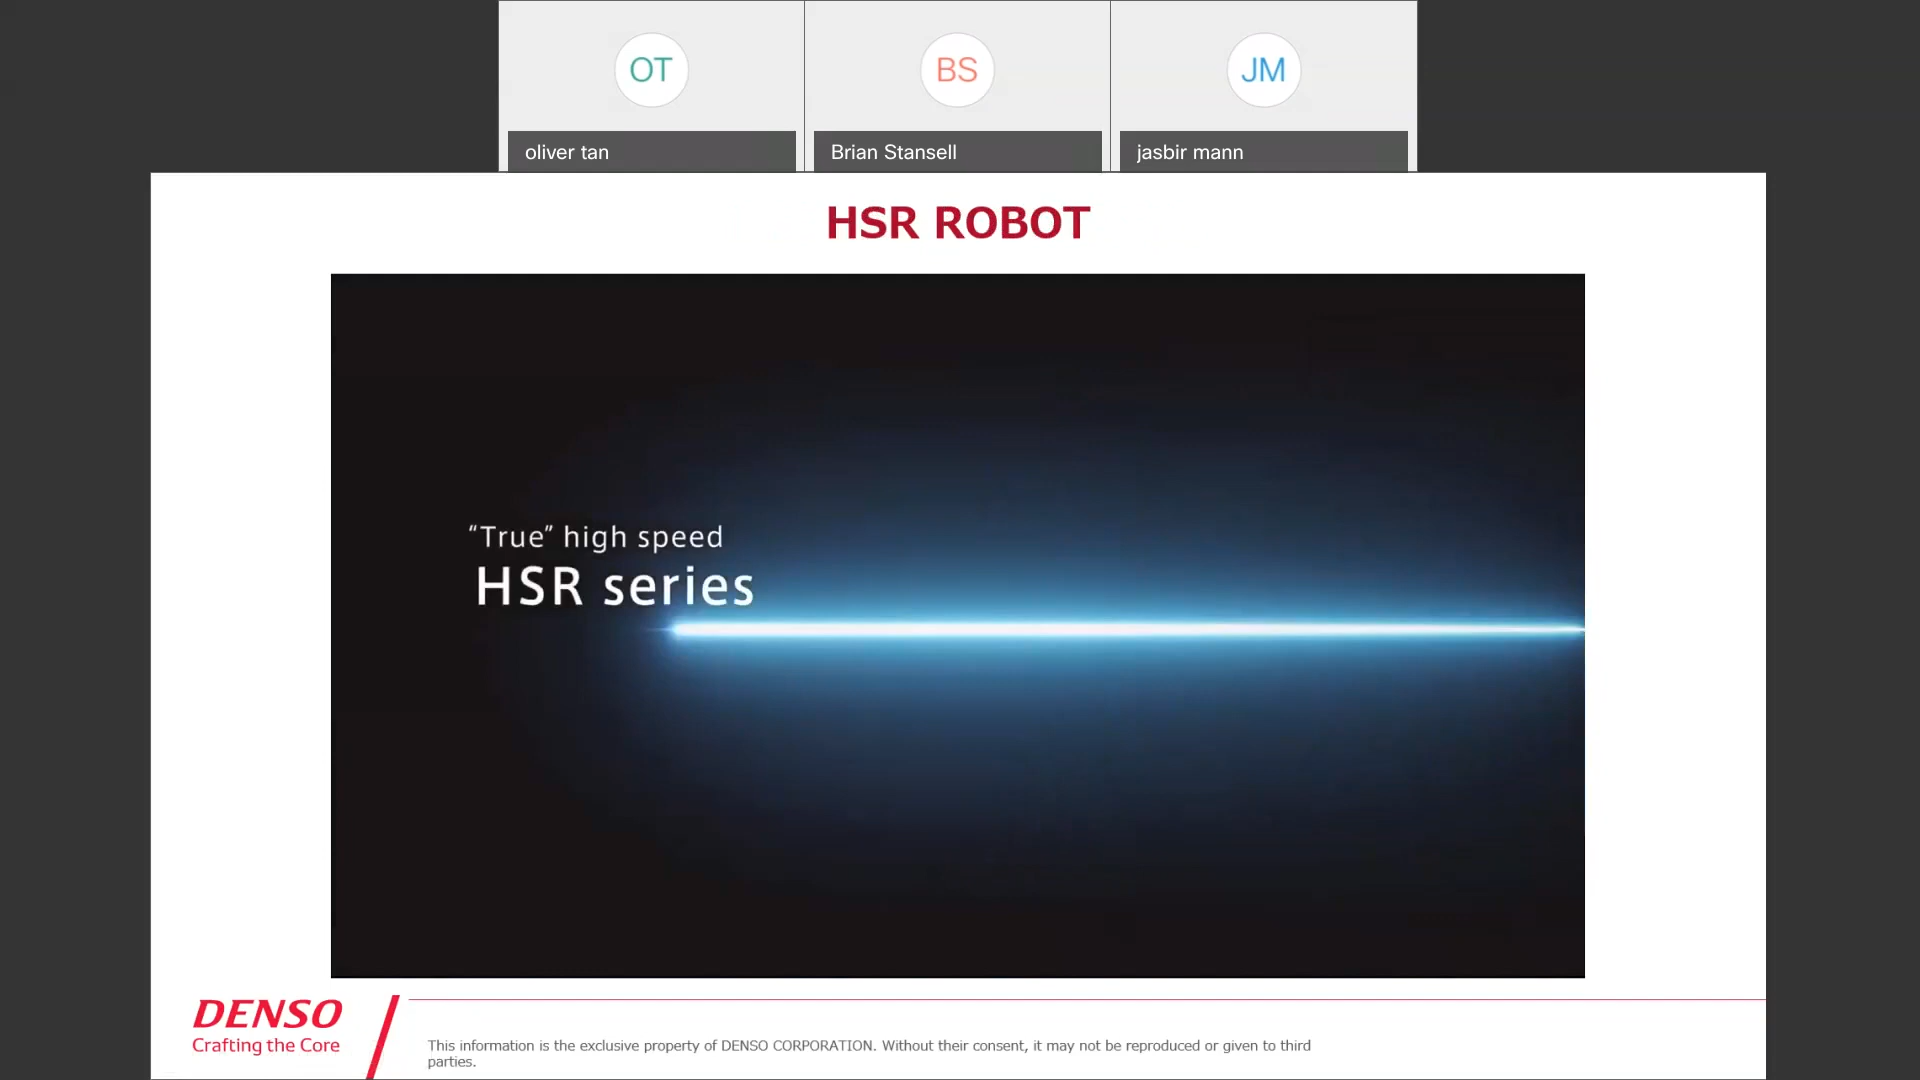 OT
BS
JM
oliver tan
Brian Stansell
jasbir mann
HSR ROBOT
“True” high speed
HSR series
DENSO
Crafting the Core
This information is the exclusive property of DENSO CORPORATION. Without their consent, it may not be reproduced or given to third
parties.